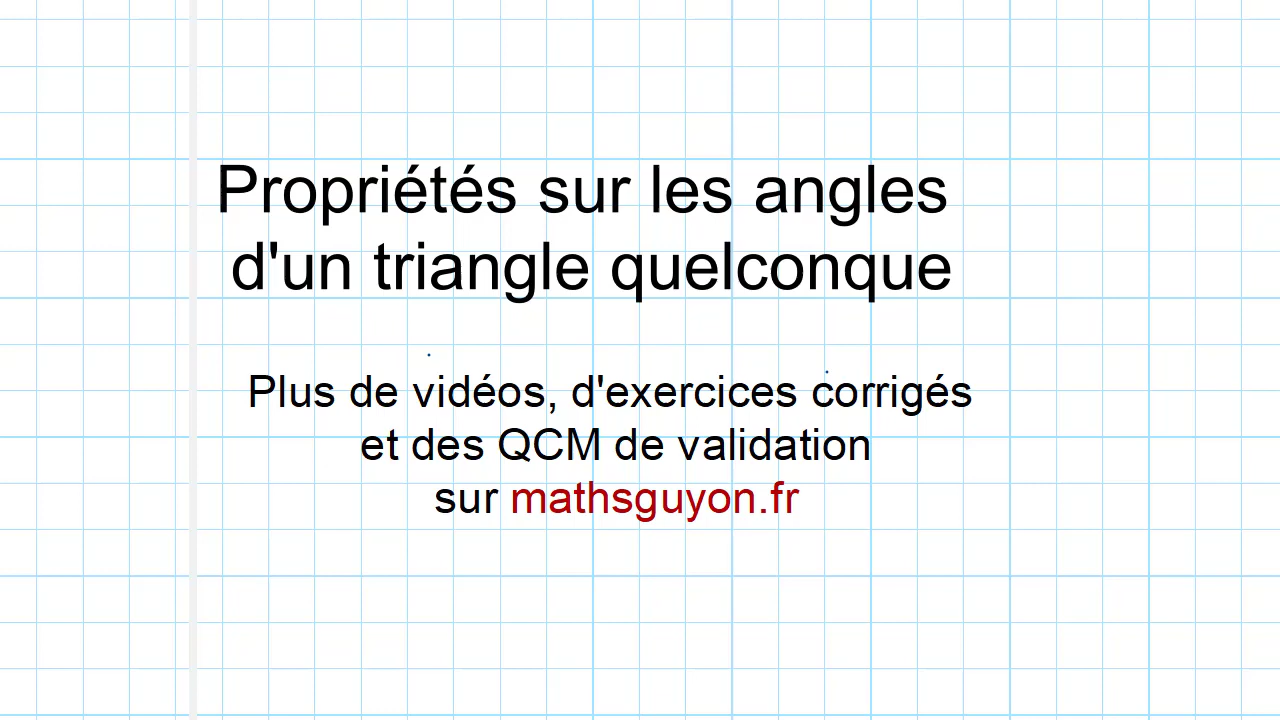 Propriétés sur les angles
d'un triangle quelconque
Plus de vidéos, d'exercices corrigés
et des QCM de validation
sur mathsguyon.fr